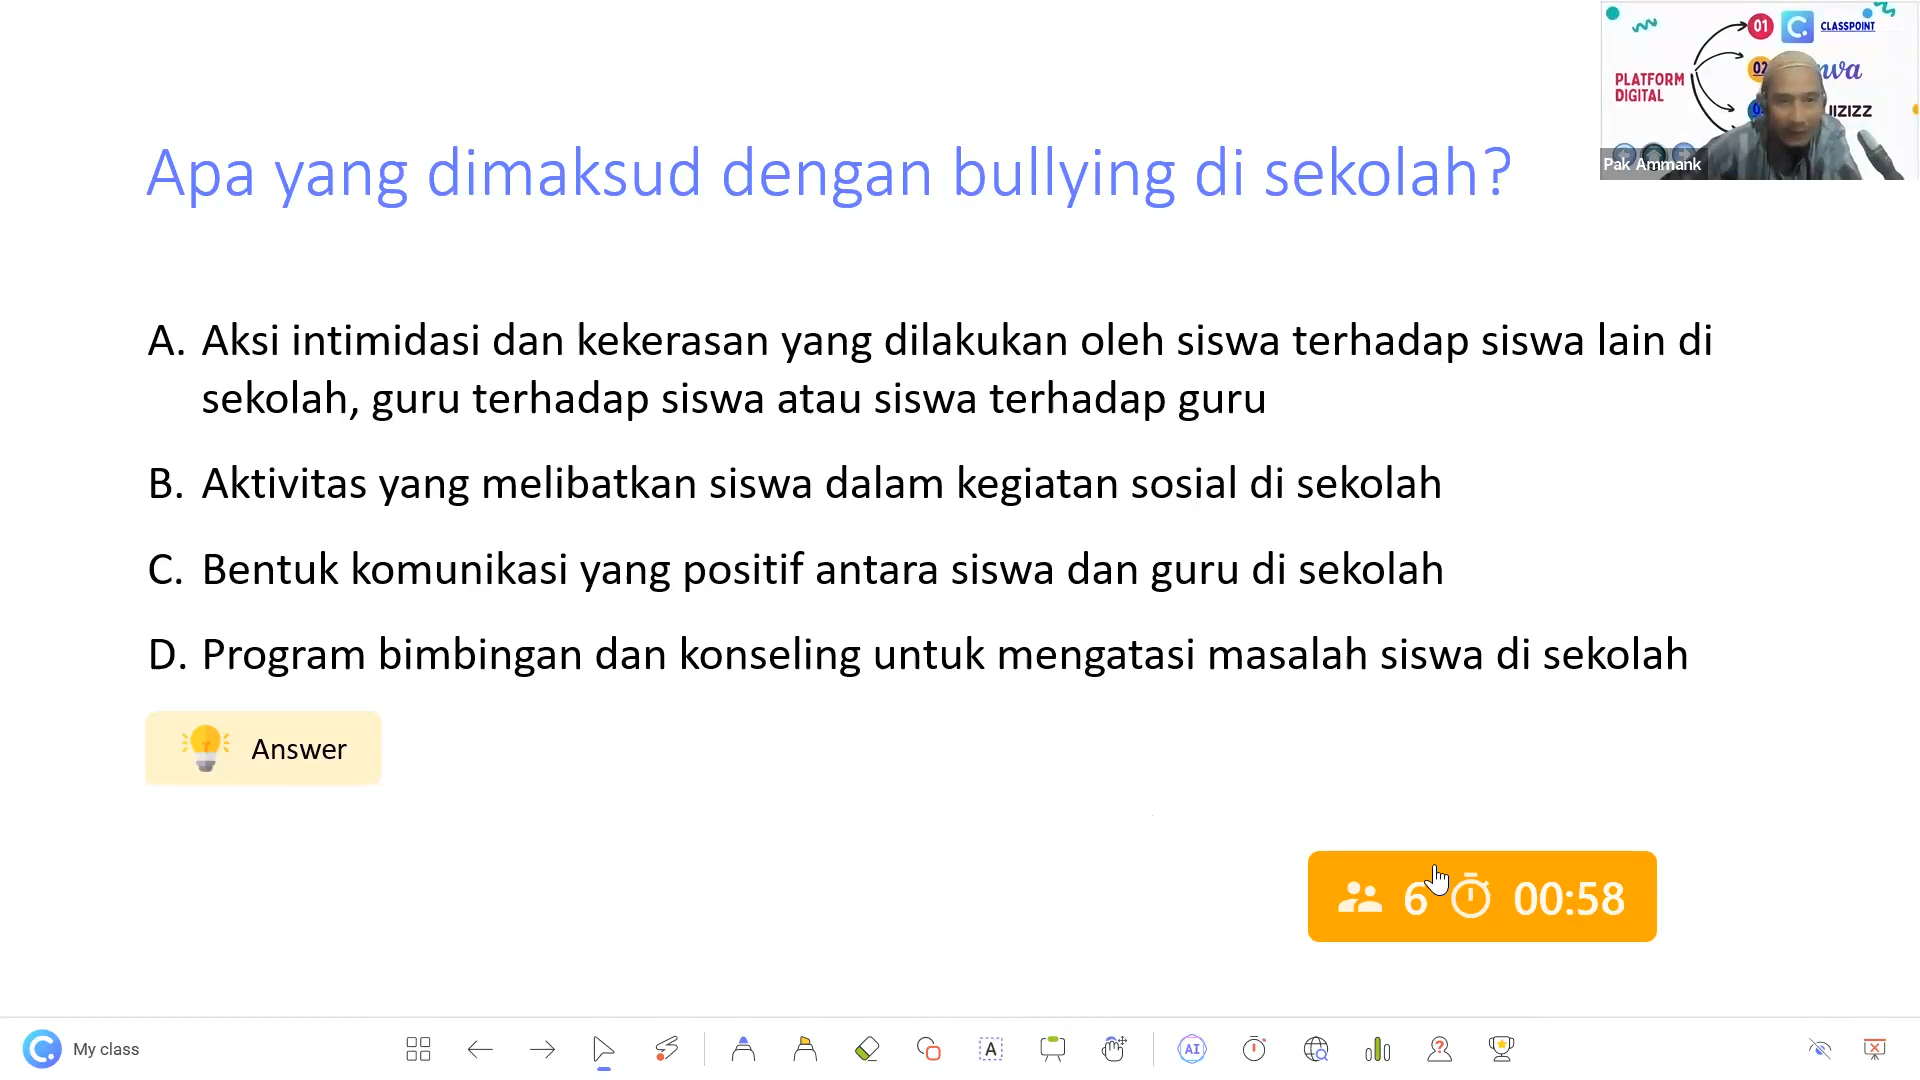 01 CLASSPOINT
02
PLATFORM
DIGITAL
Pak Ammank
Apa yang dimaksud dengan bullying di sekolah?
A. Aksi intimidasi dan kekerasan yang dilakukan oleh siswa terhadap siswa lain di
sekolah, guru terhadap siswa atau siswa terhadap guru
B. Aktivitas yang melibatkan siswa dalam kegiatan sosial di sekolah
C. Bentuk komunikasi yang positif antara siswa dan guru di sekolah
D. Program bimbingan dan konseling untuk mengatasi masalah siswa di sekolah
Answer
6 00:58
My class
A
AI